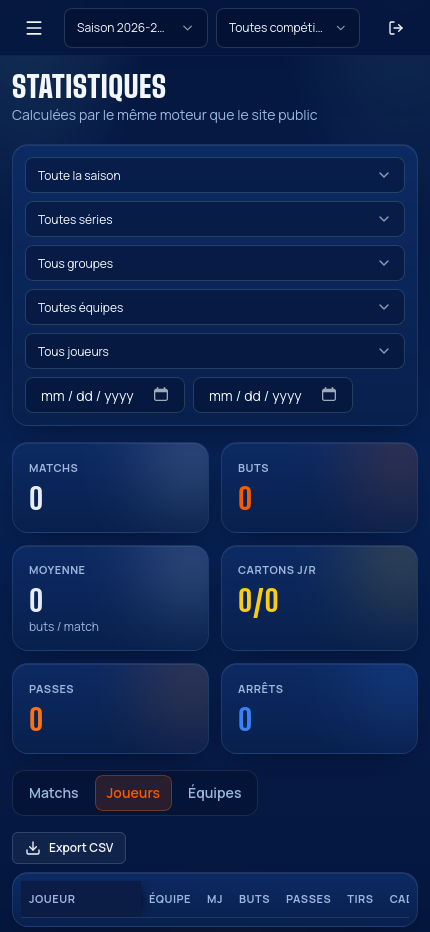 Saison 2026-2... Toutes compéti...
STATISTIQUES
Calculées par le même moteur que le site public
Toute la saison
Toutes séries
Tous groupes
Toutes équipes
Tous joueurs
mm / dd / yyyy mm / dd / yyyy
MATCHS
0
BUTS
0
MOYENNE
0
buts / match
CARTONS J/R
0/0
PASSES
0
ARRÊTS
0
Matchs Joueurs Équipes
Export CSV
JOUEUR ÉQUIPE MJ BUTS PASSES TIRS